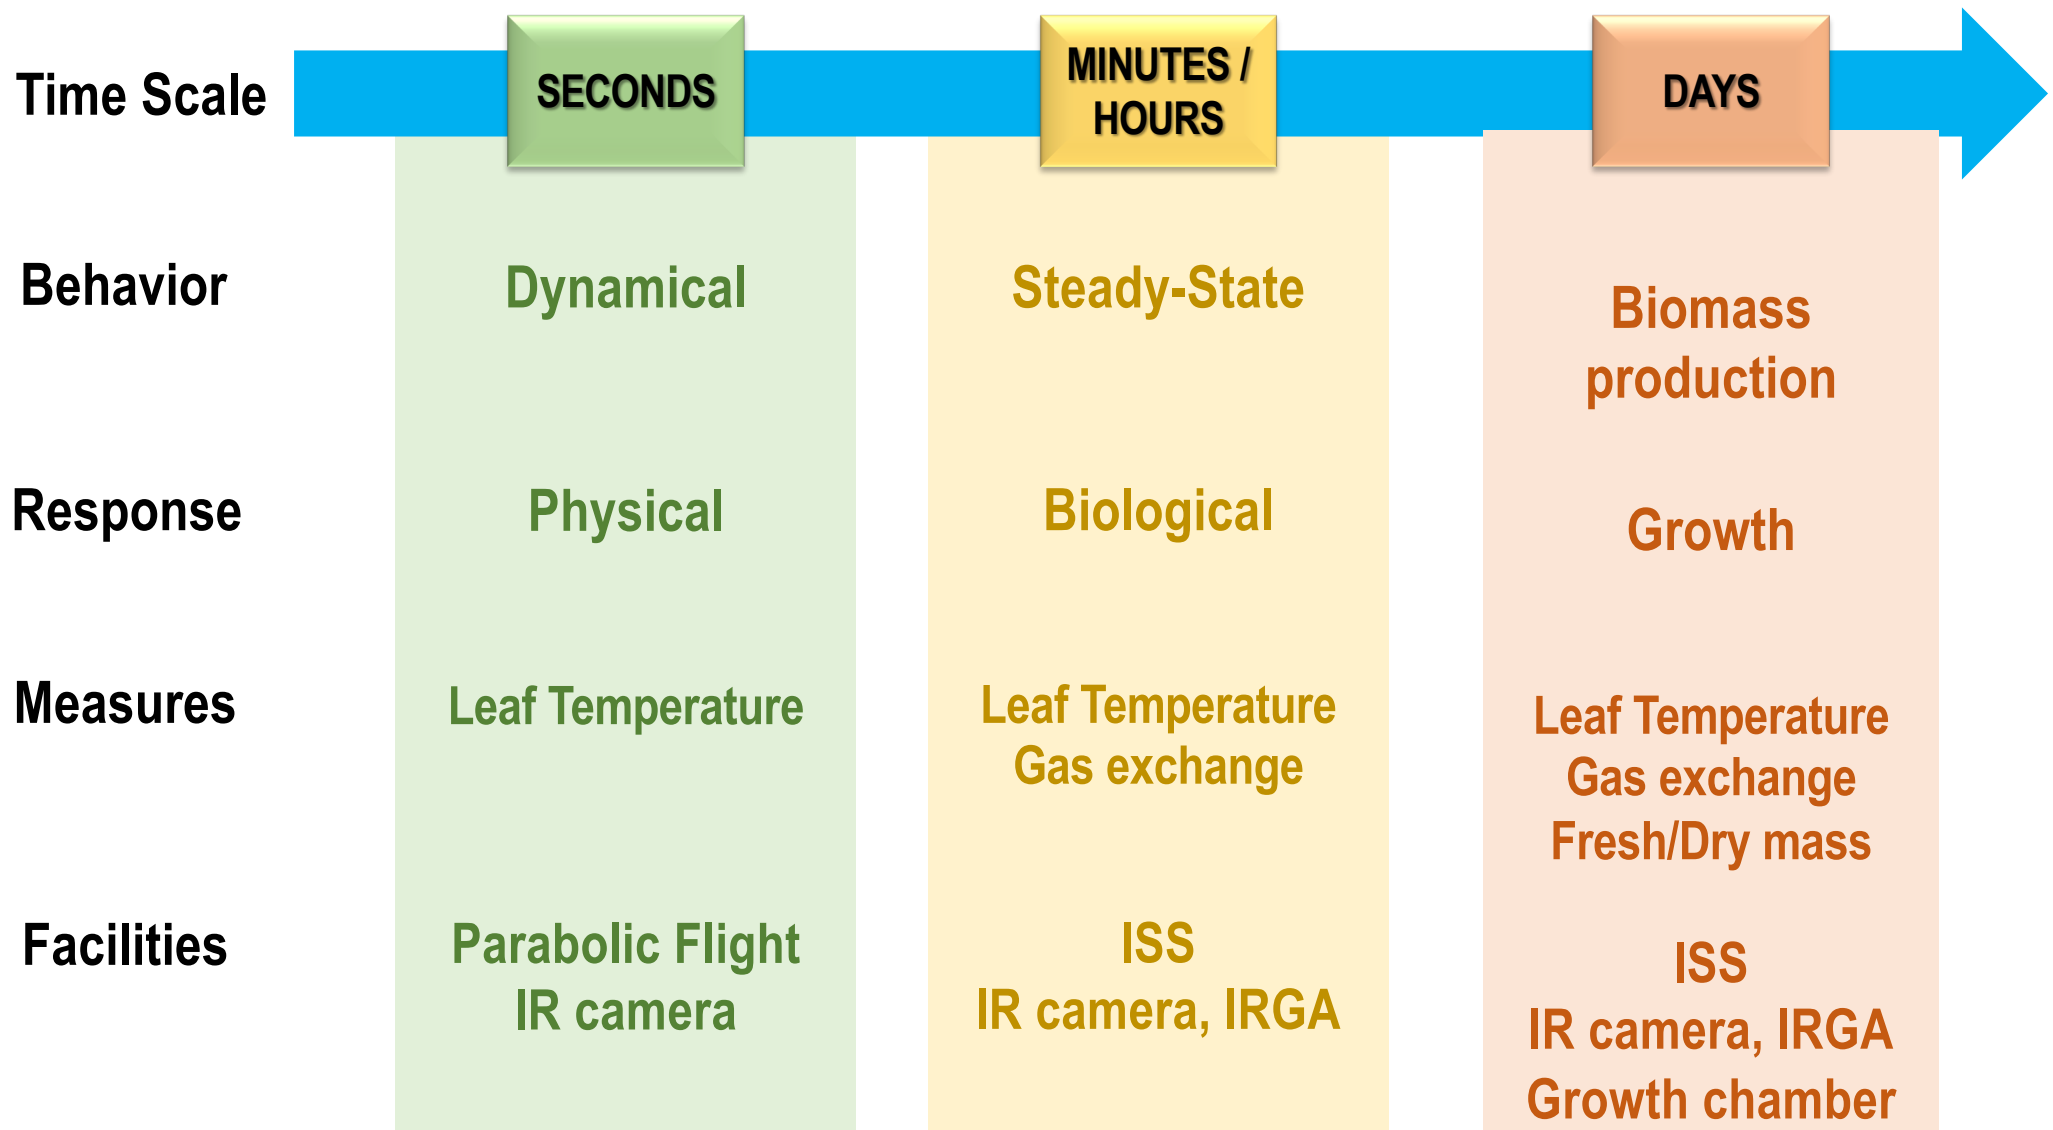 Time Scale
SECONDS
MINUTES /
HOURS
DAYS
Behavior
Dynamical
Steady-State
Biomass
production
Response
Physical
Biological
Growth
Measures
Leaf Temperature
Leaf Temperature
Gas exchange
Leaf Temperature
Gas exchange
Fresh/Dry mass
Facilities
Parabolic Flight
IR camera
ISS
IR camera, IRGA
ISS
IR camera, IRGA
Growth chamber